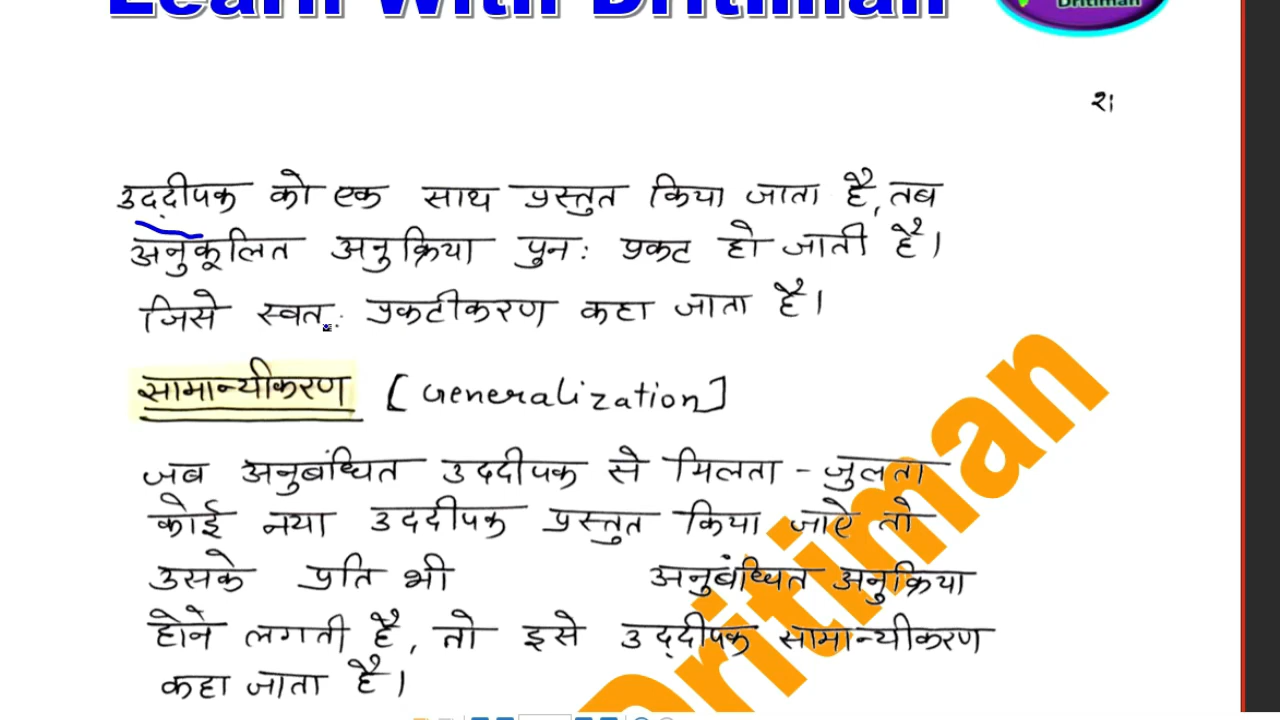 Learn With Dritiman
Dritiman
२।
उददीपक को एक साथ प्रस्तुत किया जाता है, तब
अनुकूलित अनुक्रिया पुनः प्रकट हो जाती है।
जिसे स्वतः प्रकटीकरण कहा जाता है।
सामान्यीकरण [Generalization]
जब अनुबंधित उददीपक से मिलता - जुलता
कोई नया उददीपक प्रस्तुत किया जाऐ तो
उसके प्रति भी अनुबंधित अनुक्रिया
होने लगती है, तो इसे उद्दीपक सामान्यीकरण
कहा जाता है।
Dritiman